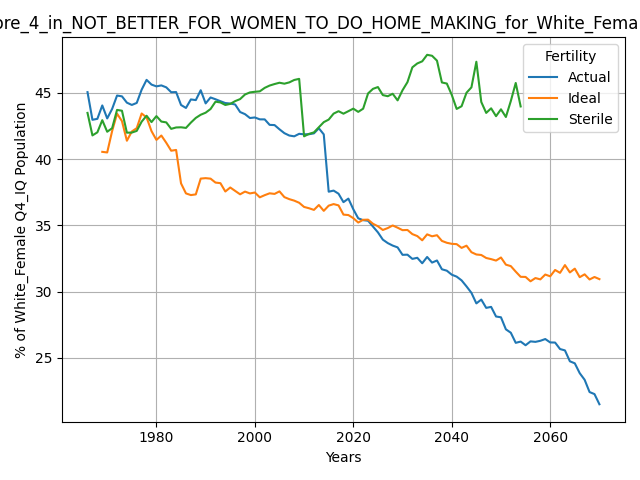 ore_4_in_NOT_BETTER_FOR_WOMEN_TO_DO_HOME_MAKING_for_White_Fema
Fertility
Actual
Ideal
Sterile
% of White_Female Q4_IQ Population
45
40
35
30
25
1980
2000
2020
2040
2060
Years